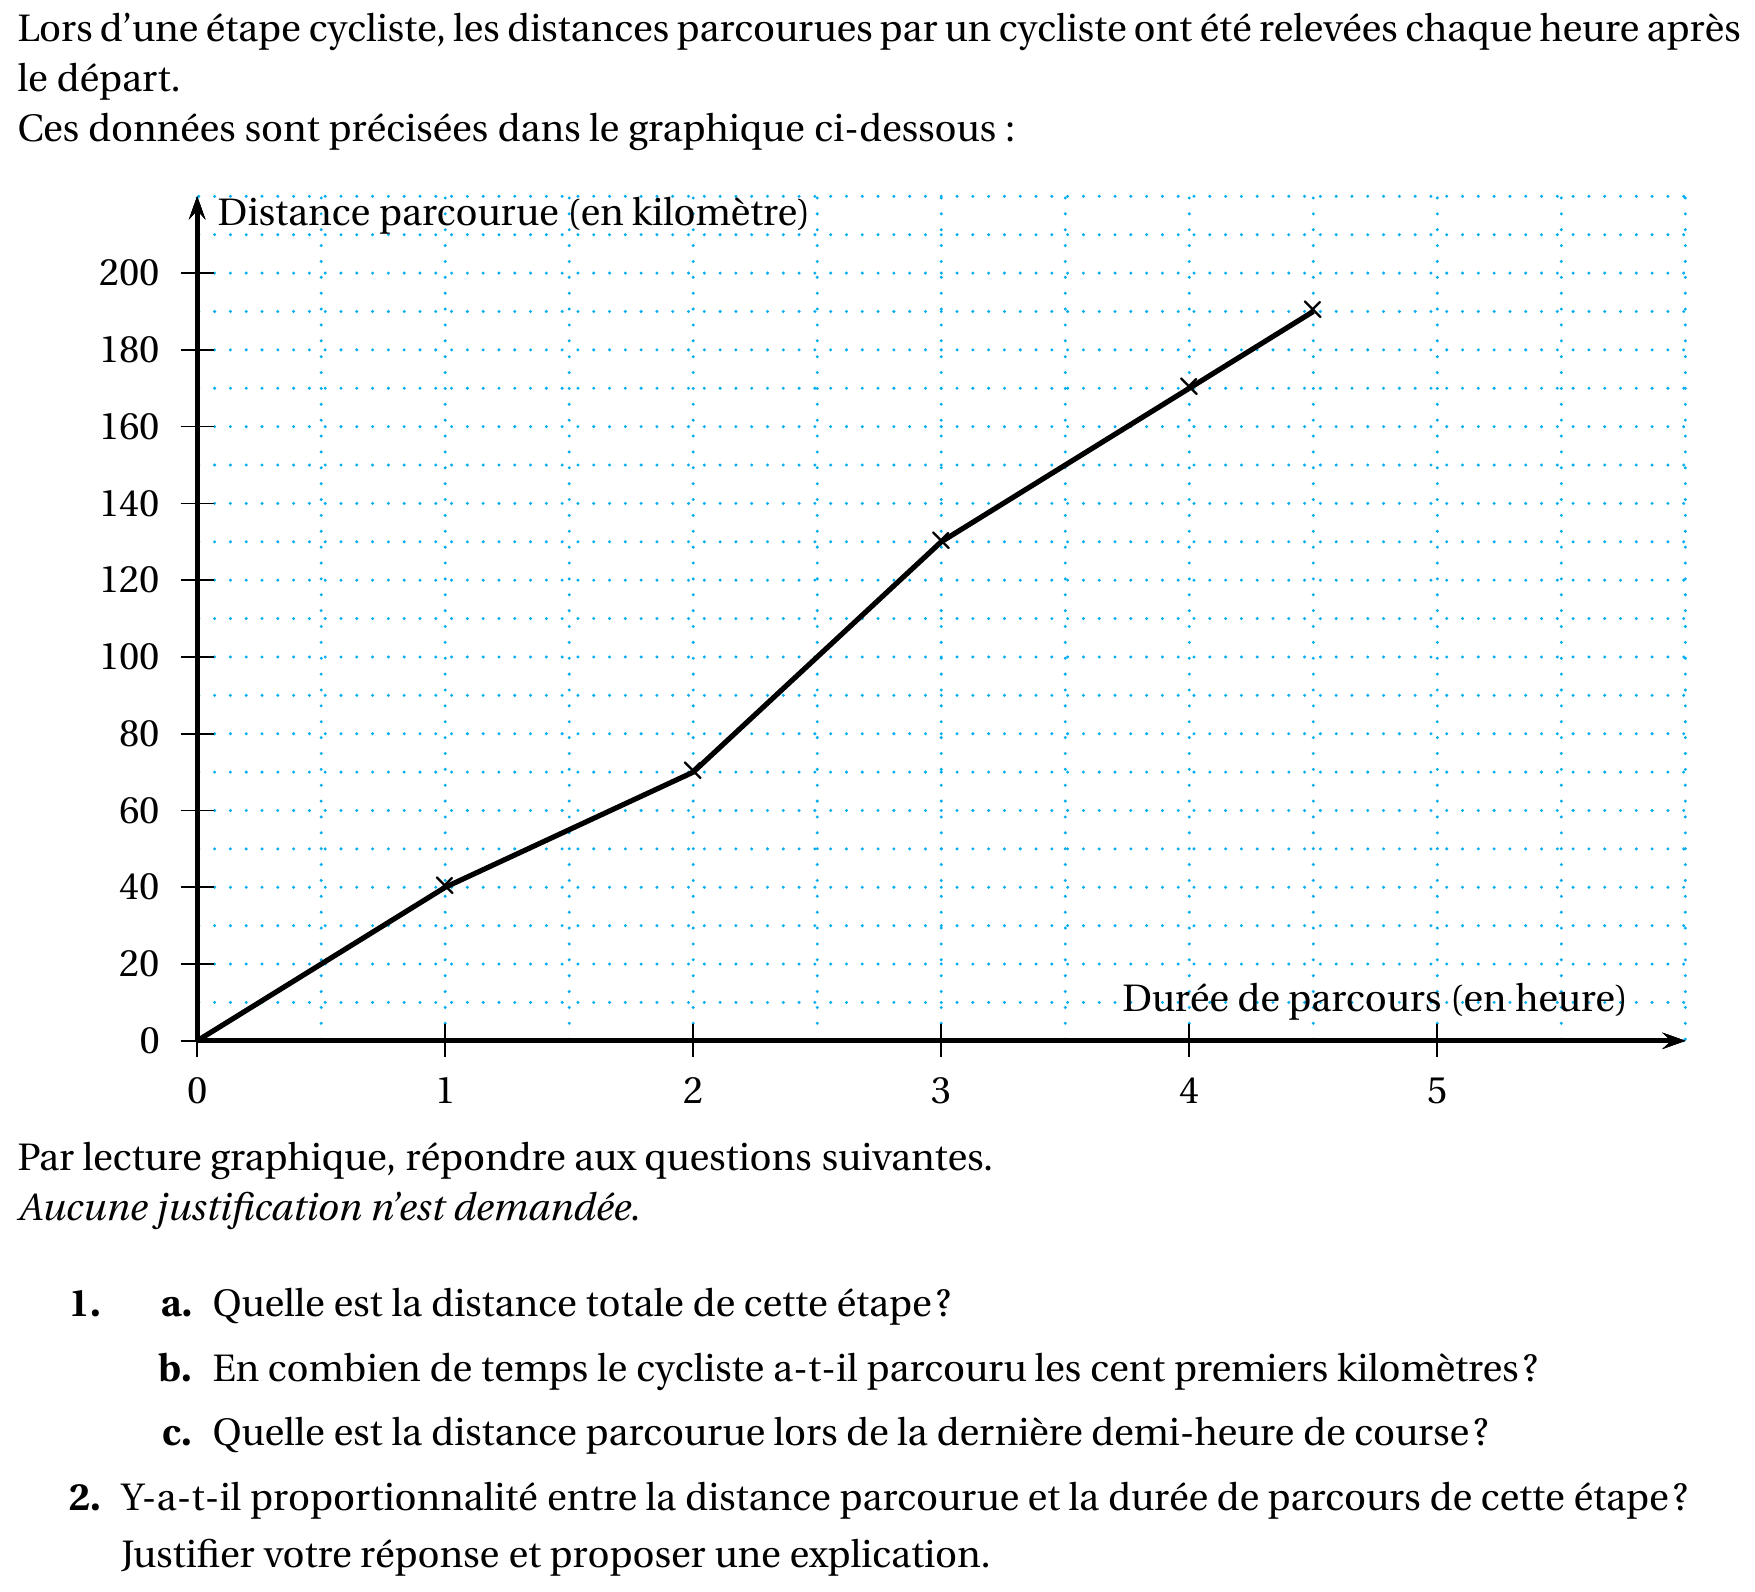 Lors d’une étape cycliste, les distances parcourues par un cycliste ont été relevées chaque heure après
le départ.
Ces données sont précisées dans le graphique ci-dessous :
Distance parcourue (en kilomètre)
200
180
160
140
120
100
80
60
40
20
0
Durée de parcours (en heure)
0 1 2 3 4 5
Par lecture graphique, répondre aux questions suivantes.
Aucune justification n’est demandée.
1. a. Quelle est la distance totale de cette étape ?
b. En combien de temps le cycliste a-t-il parcouru les cent premiers kilomètres ?
c. Quelle est la distance parcourue lors de la dernière demi-heure de course ?
2. Y-a-t-il proportionnalité entre la distance parcourue et la durée de parcours de cette étape ?
Justifier votre réponse et proposer une explication.